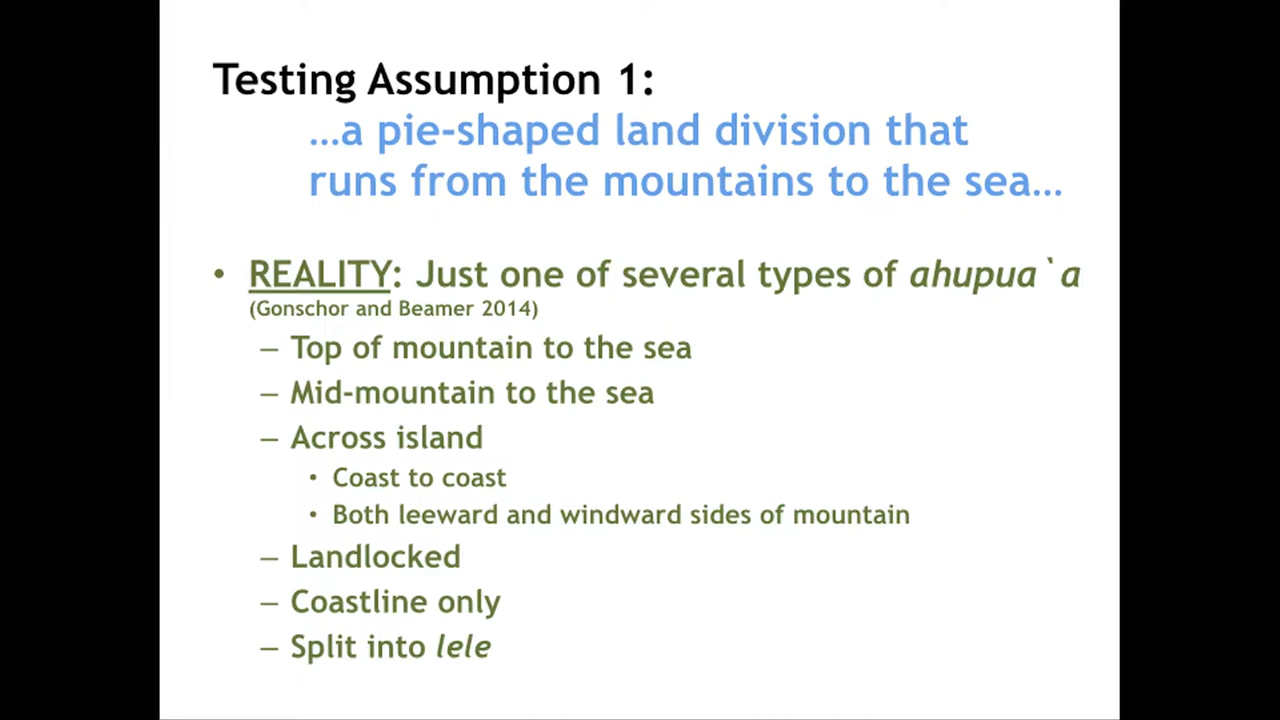 Testing Assumption 1:
…a pie-shaped land division that
runs from the mountains to the sea…
• REALITY: Just one of several types of ahupua`a
(Gonschor and Beamer 2014)
– Top of mountain to the sea
– Mid-mountain to the sea
– Across island
• Coast to coast
• Both leeward and windward sides of mountain
– Landlocked
– Coastline only
– Split into lele